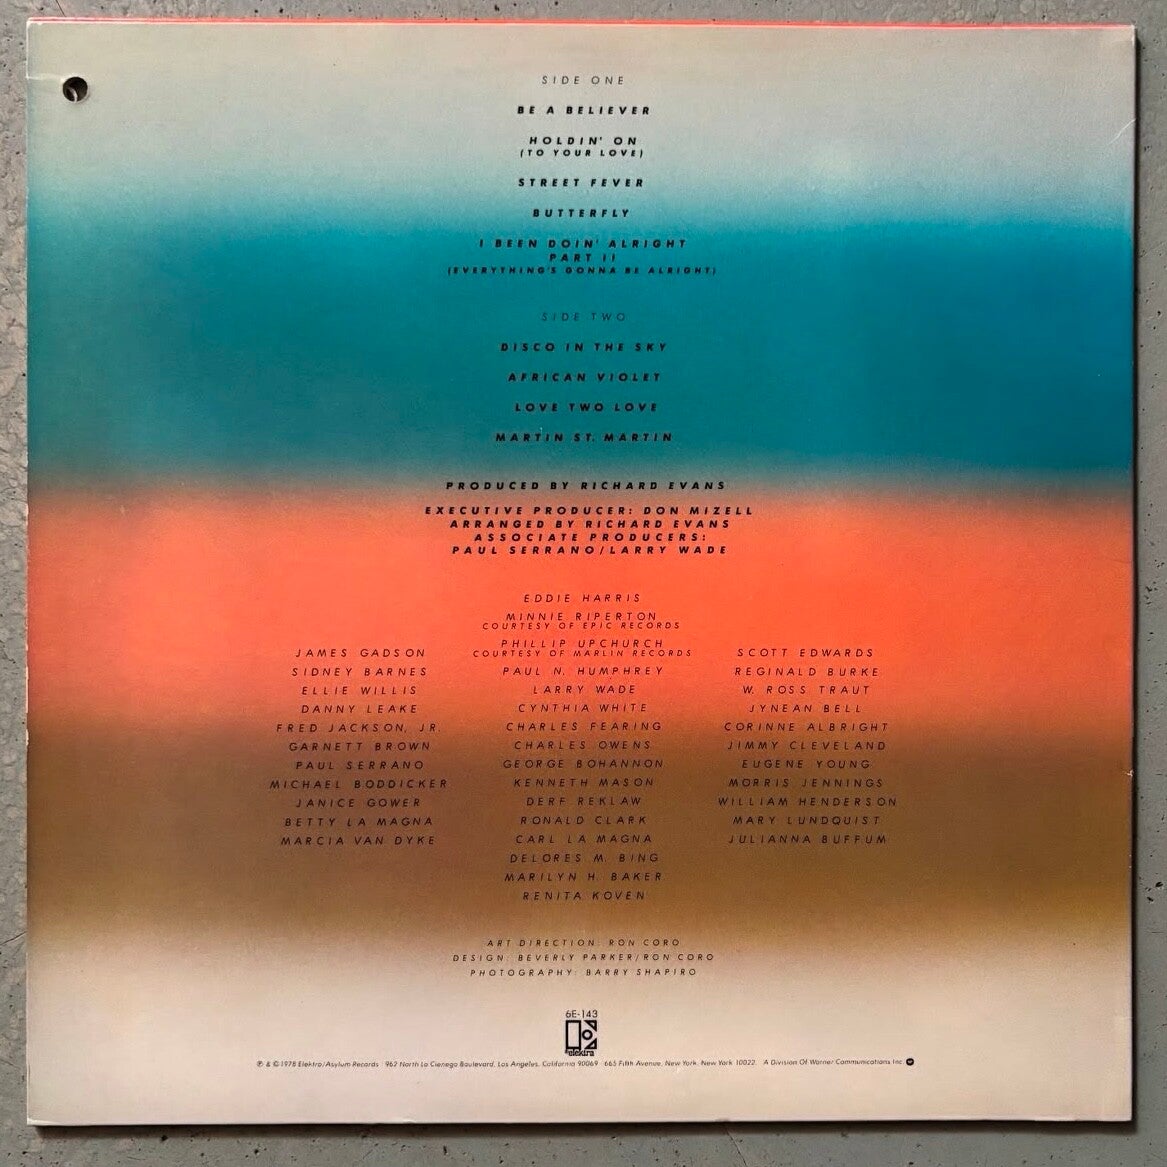 SIDE ONE
BE A BELIEVER
HOLDIN' ON
(TO YOUR LOVE)
STREET FEVER
BUTTERFLY
I BEEN DOIN' ALRIGHT
PART II
(EVERYTHING'S GONNA BE ALRIGHT)
SIDE TWO
DISCO IN THE SKY
AFRICAN VIOLET
LOVE TWO LOVE
MARTIN ST. MARTIN
PRODUCED BY RICHARD EVANS
EXECUTIVE PRODUCER: DON MIZELL
ARRANGED BY RICHARD EVANS
ASSOCIATE PRODUCERS:
PAUL SERRANO/LARRY WADE
JAMES GADSON
SIDNEY BARNES
ELLIE WILLIS
DANNY LEAKE
FRED JACKSON, JR.
GARNETT BROWN
PAUL SERRANO
MICHAEL BODDICKER
JANICE GOWER
BETTY LA MAGNA
MARCIA VAN DYKE
EDDIE HARRIS
MINNIE RIPERTON
COURTESY OF EPIC RECORDS
PHILLIP UPCHURCH
COURTESY OF MARLIN RECORDS
PAUL N. HUMPHREY
LARRY WADE
CYNTHIA WHITE
CHARLES FEARING
CHARLES OWENS
GEORGE BOHANNON
KENNETH MASON
DERF REKLAW
RONALD CLARK
CARL LA MAGNA
DELORES M. BING
MARILYN H. BAKER
RENITA KOVEN
SCOTT EDWARDS
REGINALD BURKE
W. ROSS TRAUT
JYNEAN BELL
CORINNE ALBRIGHT
JIMMY CLEVELAND
EUGENE YOUNG
MORRIS JENNINGS
WILLIAM HENDERSON
MARY LUNDQUIST
JULIANNA BUFFUM
ART DIRECTION: RON CORO
DESIGN: BEVERLY PARKER/RON CORO
PHOTOGRAPHY: BARRY SHAPIRO
6E-143
elektra
℗ & © 1978 Elektra/Asylum Records 962 North La Cienega Boulevard, Los Angeles, California 90069 665 Fifth Avenue, New York, New York 10022. A Division Of Warner Communications Inc.